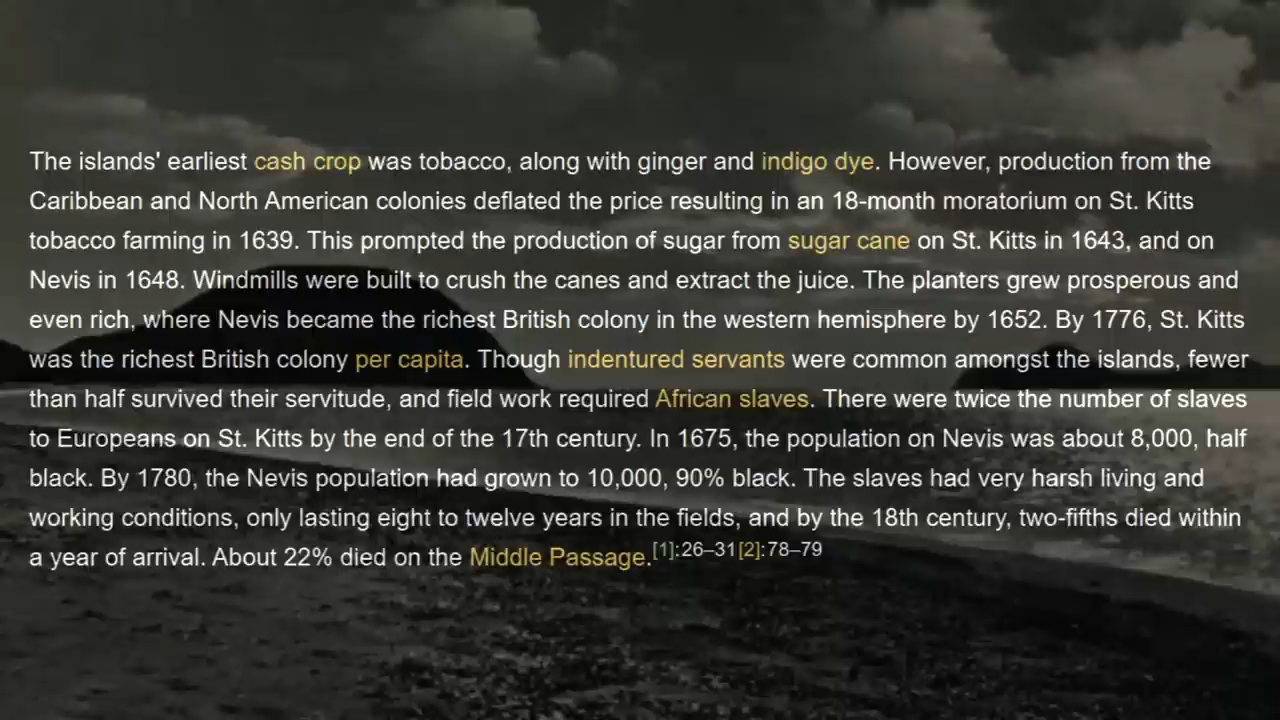 The islands' earliest cash crop was tobacco, along with ginger and indigo dye. However, production from the
Caribbean and North American colonies deflated the price resulting in an 18-month moratorium on St. Kitts
tobacco farming in 1639. This prompted the production of sugar from sugar cane on St. Kitts in 1643, and on
Nevis in 1648. Windmills were built to crush the canes and extract the juice. The planters grew prosperous and
even rich, where Nevis became the richest British colony in the western hemisphere by 1652. By 1776, St. Kitts
was the richest British colony per capita. Though indentured servants were common amongst the islands, fewer
than half survived their servitude, and field work required African slaves. There were twice the number of slaves
to Europeans on St. Kitts by the end of the 17th century. In 1675, the population on Nevis was about 8,000, half
black. By 1780, the Nevis population had grown to 10,000, 90% black. The slaves had very harsh living and
working conditions, only lasting eight to twelve years in the fields, and by the 18th century, two-fifths died within
a year of arrival. About 22% died on the Middle Passage.[1]:26–31[2]:78–79